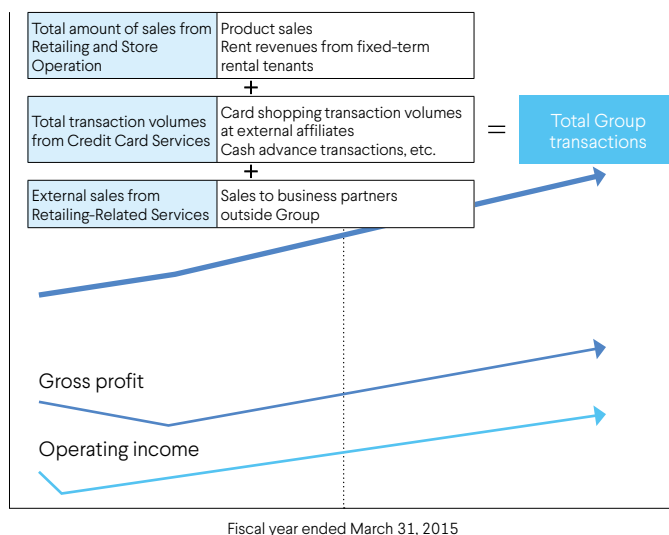 Total amount of sales from
Retailing and Store
Operation
Product sales
Rent revenues from fixed-term
rental tenants
+
Total transaction volumes
from Credit Card Services
Card shopping transaction volumes
at external affiliates
Cash advance transactions, etc.
=
Total Group
transactions
+
External sales from
Retailing-Related Services
Sales to business partners
outside Group
Gross profit
Operating income
Fiscal year ended March 31, 2015